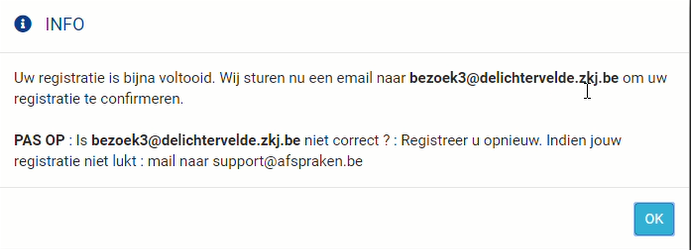 INFO
Uw registratie is bijna voltooid. Wij sturen nu een email naar bezoek3@delichtervelde.zkj.be om uw
registratie te confirmeren.
PAS OP : Is bezoek3@delichtervelde.zkj.be niet correct ? : Registreer u opnieuw. Indien jouw
registratie niet lukt : mail naar support@afspraken.be
OK